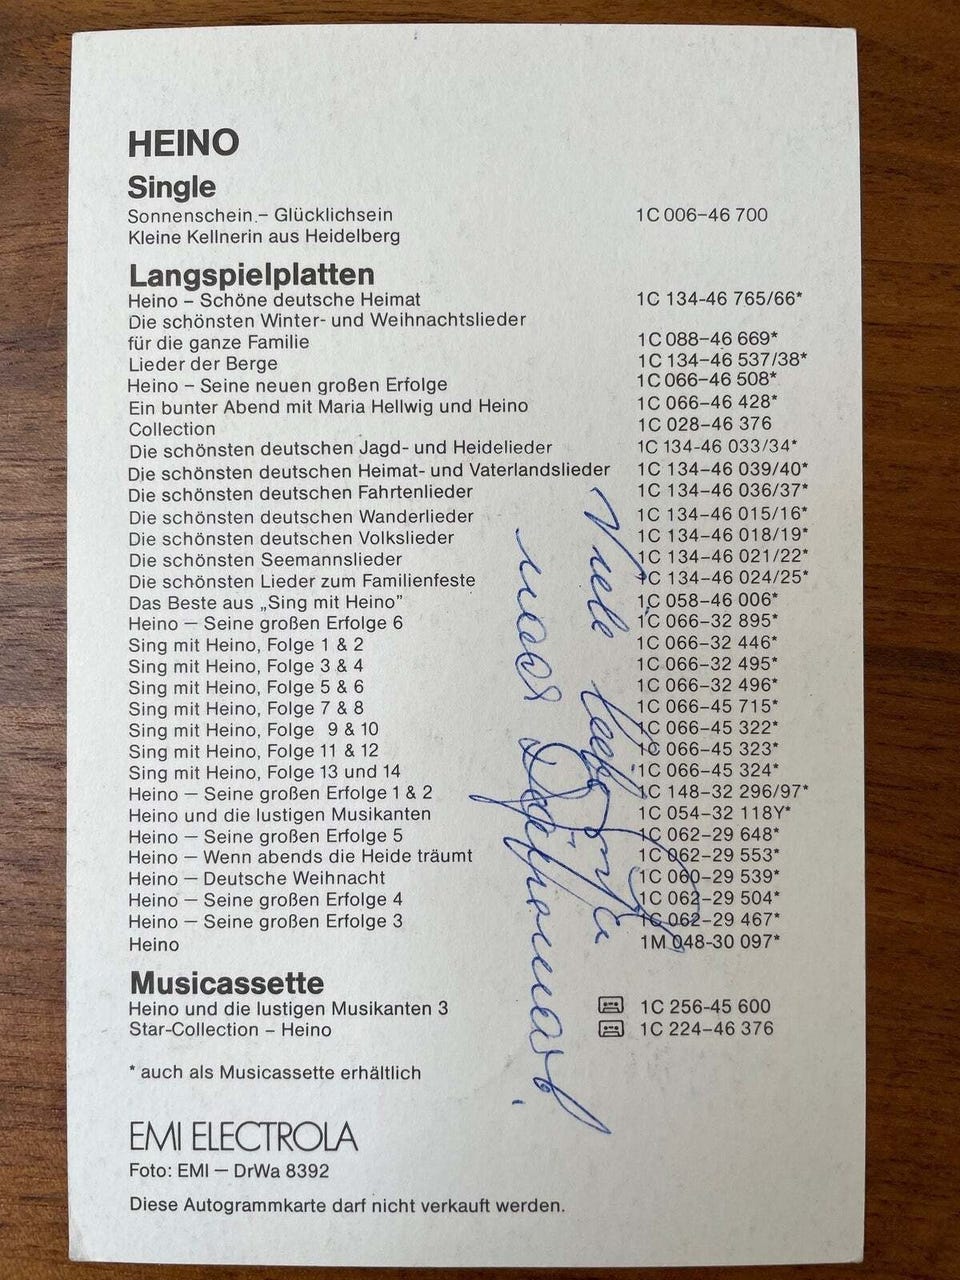 HEINO
Single
Sonnenschein – Glücklichsein 1C 006–46 700
Kleine Kellnerin aus Heidelberg
Langspielplatten
Heino – Schöne deutsche Heimat 1C 134-46 765/66*
Die schönsten Winter- und Weihnachtslieder
für die ganze Familie 1C 088–46 669*
Lieder der Berge 1C 134-46 537/38*
Heino – Seine neuen großen Erfolge 1C 066–46 508*
Ein bunter Abend mit Maria Hellwig und Heino 1C 066–46 428*
Collection 1C 028–46 376
Die schönsten deutschen Jagd- und Heidelieder 1C 134-46 033/34*
Die schönsten deutschen Heimat- und Vaterlandslieder 1C 134–46 039/40*
Die schönsten deutschen Fahrtenlieder 1C 134–46 036/37*
Die schönsten deutschen Wanderlieder 1C 134–46 015/16*
Die schönsten deutschen Volkslieder 1C 134–46 018/19*
Die schönsten Seemannslieder 1C 134–46 021/22*
Die schönsten Lieder zum Familienfeste 1C 134–46 024/25*
Das Beste aus „Sing mit Heino” 1C 058–46 006*
Heino – Seine großen Erfolge 6 1C 066–32 895*
Sing mit Heino, Folge 1 & 2 1C 066–32 446*
Sing mit Heino, Folge 3 & 4 1C 066–32 495*
Sing mit Heino, Folge 5 & 6 1C 066–32 496*
Sing mit Heino, Folge 7 & 8 1C 066–45 715*
Sing mit Heino, Folge 9 & 10 1C 066–45 322*
Sing mit Heino, Folge 11 & 12 1C 066–45 323*
Sing mit Heino, Folge 13 und 14 1C 066–45 324*
Heino – Seine großen Erfolge 1 & 2 1C 148–32 296/97*
Heino und die lustigen Musikanten 1C 054–32 118Y*
Heino – Seine großen Erfolge 5 1C 062–29 648*
Heino – Wenn abends die Heide träumt 1C 062–29 553*
Heino – Deutsche Weihnacht 1C 060–29 539*
Heino – Seine großen Erfolge 4 1C 062–29 504*
Heino – Seine großen Erfolge 3 1C 062–29 467*
Heino 1M 048-30 097*
Musicassette
Heino und die lustigen Musikanten 3 1C 256-45 600
Star-Collection – Heino 1C 224–46 376
* auch als Musicassette erhältlich
EMI ELECTROLA
Foto: EMI – DrWa 8392
Diese Autogrammkarte darf nicht verkauft werden.
Viele liebe
nach